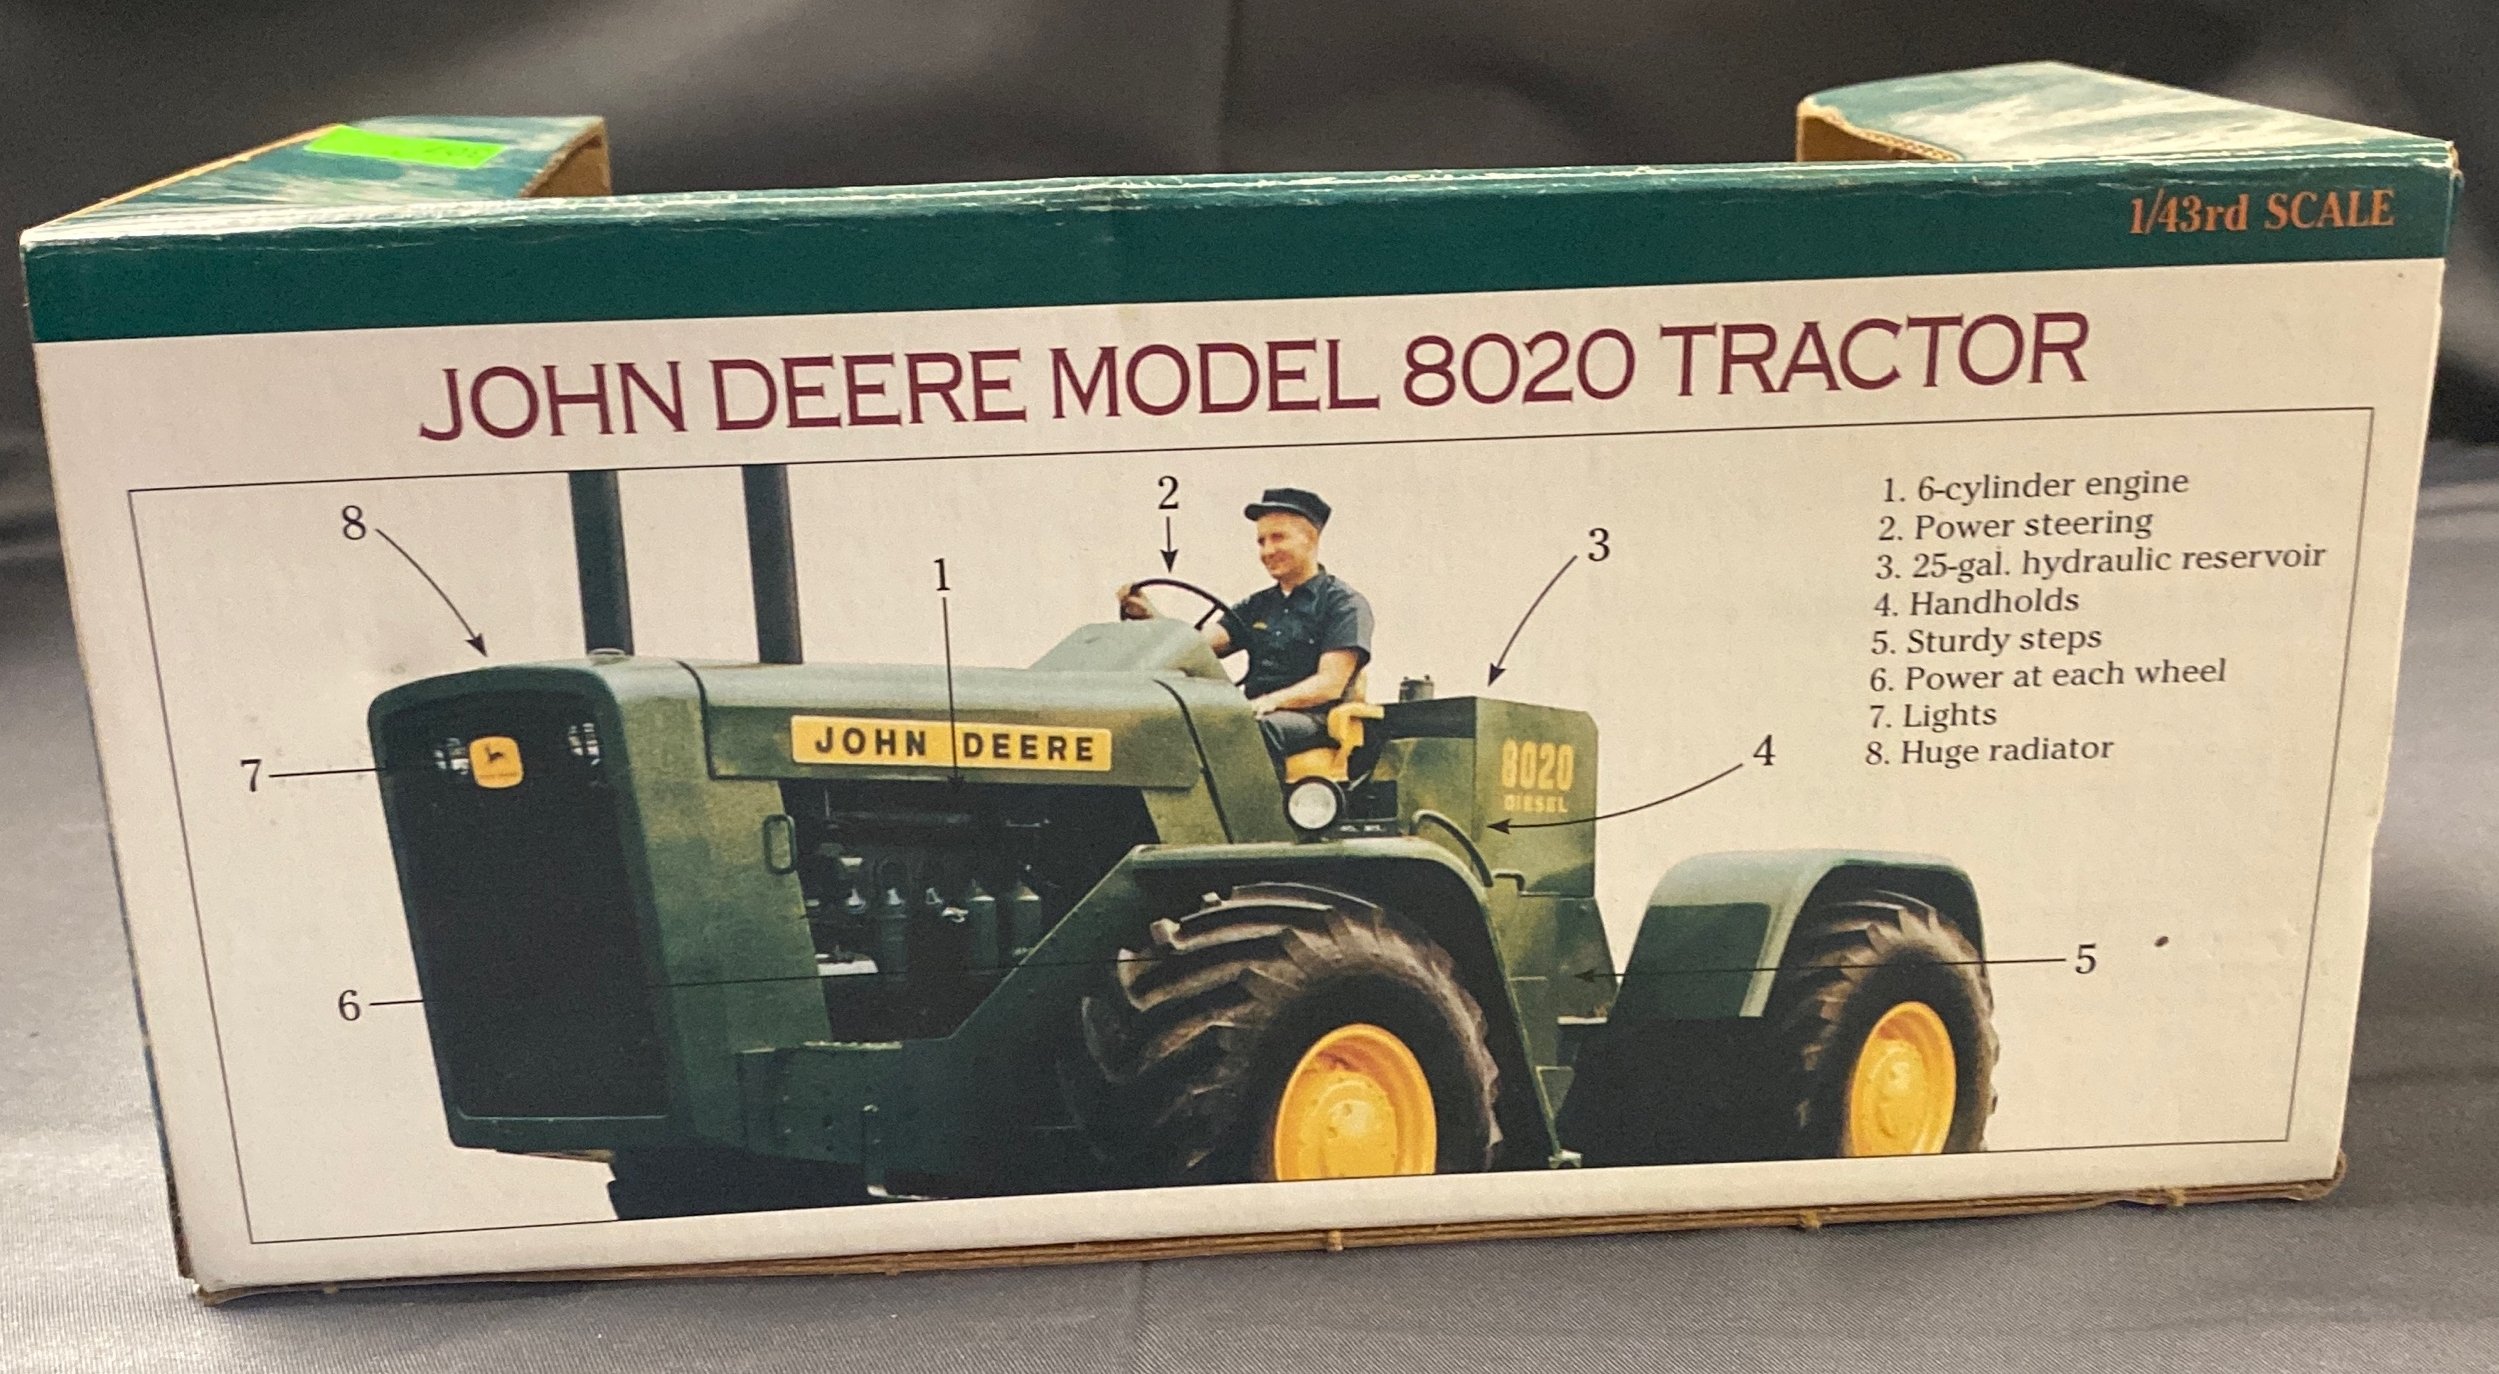 1/43rd SCALE
JOHN DEERE MODEL 8020 TRACTOR
1. 6-cylinder engine
2. Power steering
3. 25-gal. hydraulic reservoir
4. Handholds
5. Sturdy steps
6. Power at each wheel
7. Lights
8. Huge radiator
8
2
1
3
JOHN DEERE
7
8020
DIESEL
4
6
5